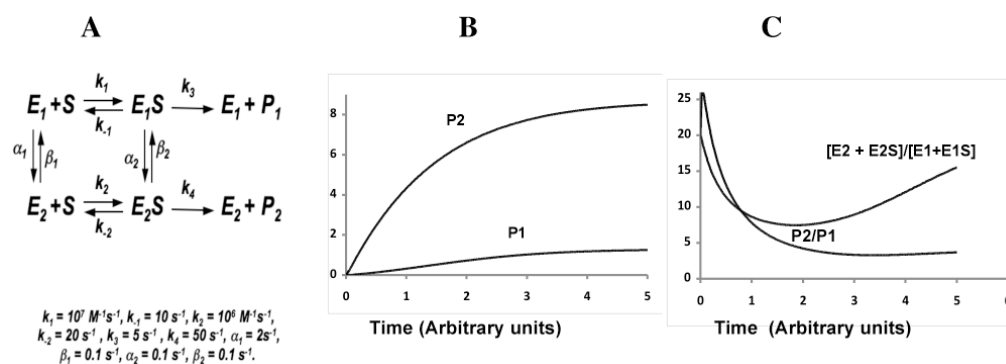 A
B
C
k₁
k₃
E₁+S
E₁S
E₁ + P₁
k₋₁
α₁
β₁
α₂
β₂
k₂
k₄
E₂ + S
E₂S
E₂ + P₂
k₋₂
k₁ = 10⁷ M⁻¹s⁻¹, k₋₁ = 10 s⁻¹, k₂ = 10⁶ M⁻¹s⁻¹,
k₋₂ = 20 s⁻¹ , k₃ = 5 s⁻¹ , k₄ = 50 s⁻¹, α₁ = 2s⁻¹,
β₁ = 0.1 s⁻¹, α₂ = 0.1 s⁻¹, β₂ = 0.1 s⁻¹.
8
6
4
2
0
P2
P1
0 1 2 3 4 5
Time (Arbitrary units)
25
20
15
10
5
0
[E2 + E2S]/[E1+E1S]
P2/P1
0 1 2 3 4 5 6
Time (Arbitrary units)